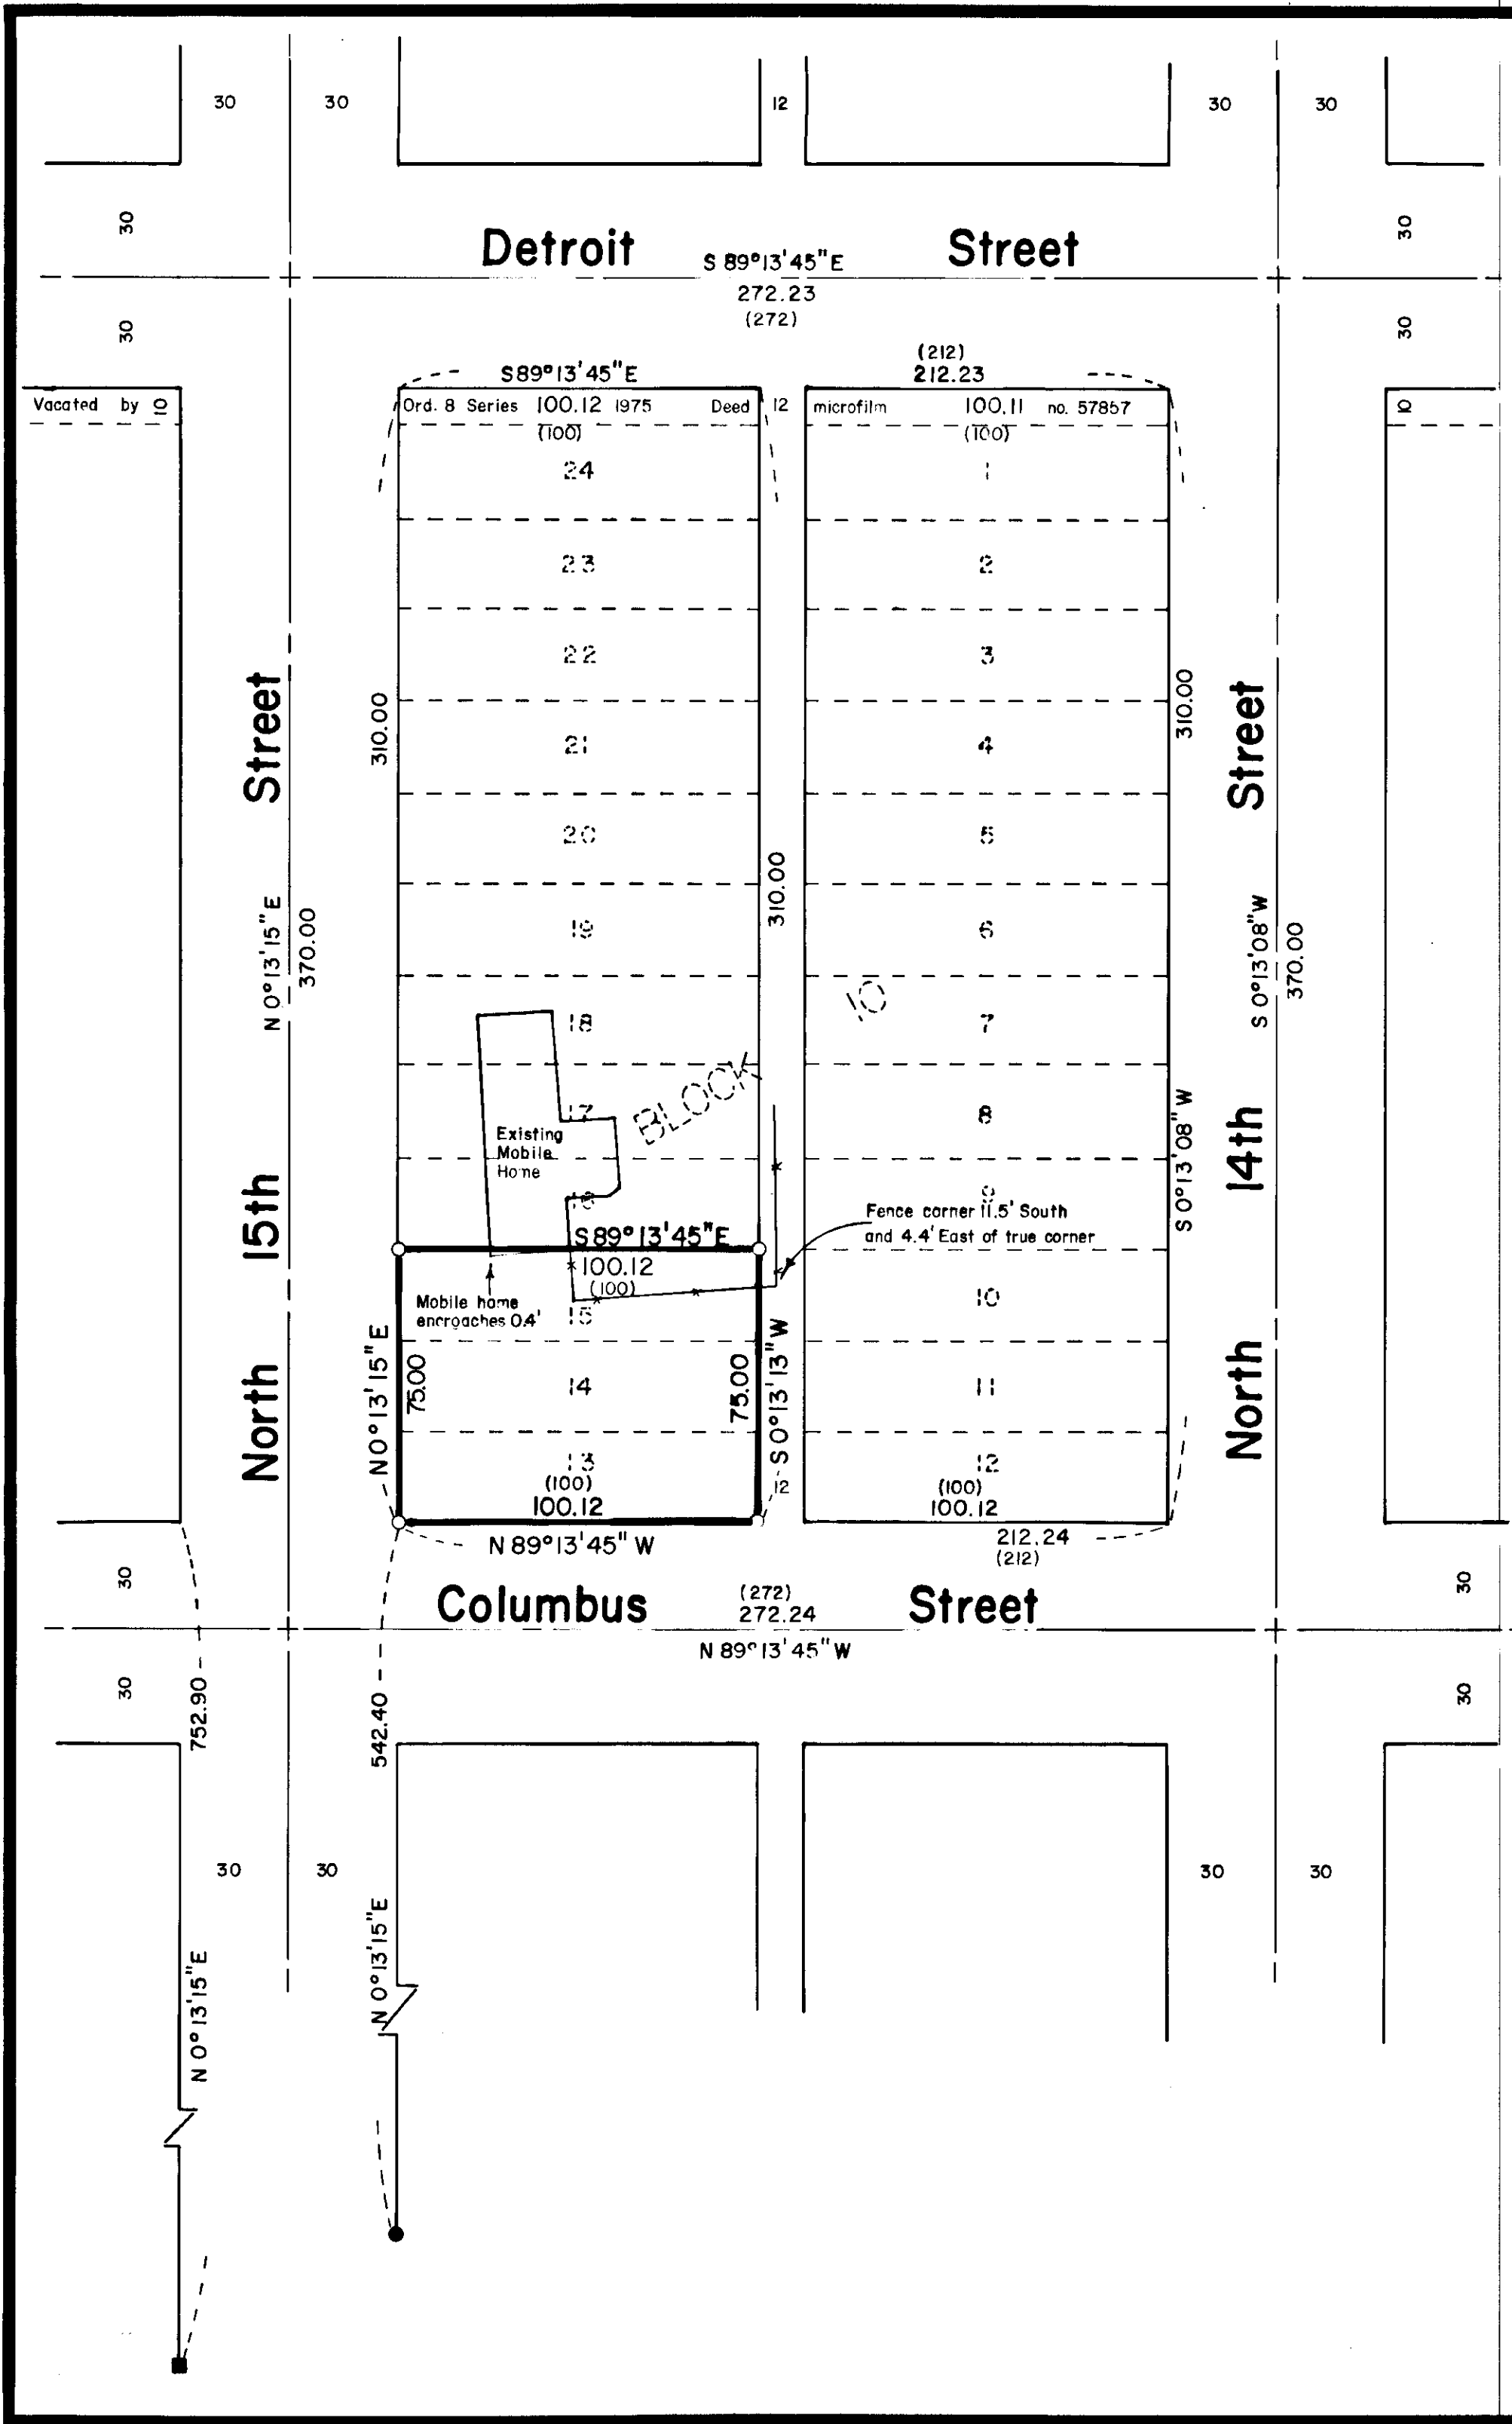 30 30 12 30 30
30 30
Detroit Street
S 89°13'45"E
272.23
(272)
30 30
(212)
S89°13'45"E 212.23
Vacated by 10 Ord. 8 Series 100.12 1975 Deed 12 microfilm 100.11 no. 57857 10
(100) (100)
24 1
23 2
22 3
310.00 310.00
21 4
20 5
310.00
19 6
North 15th Street
N 0°13'15"E
370.00
North 14th Street
S 0°13'08"W
370.00
BLOCK 10
18 7
17 8
Existing
Mobile
Home
S 0°13'08"W
16 9
Fence corner 11.5' South
and 4.4' East of true corner
S89°13'45"E
100.12
(100)
Mobile home
encroaches 0.4'
15 10
N 0°13'15"E
75.00
75.00
S 0°13'13"W
14 11
13 12
(100) 12 (100)
100.12 100.12
N 89°13'45" W 212.24
(212)
30 30
Columbus Street
(272)
272.24
N 89°13'45" W
30 30
752.90
542.40
30 30 30 30
N 0°13'15"E
N 0°13'15"E